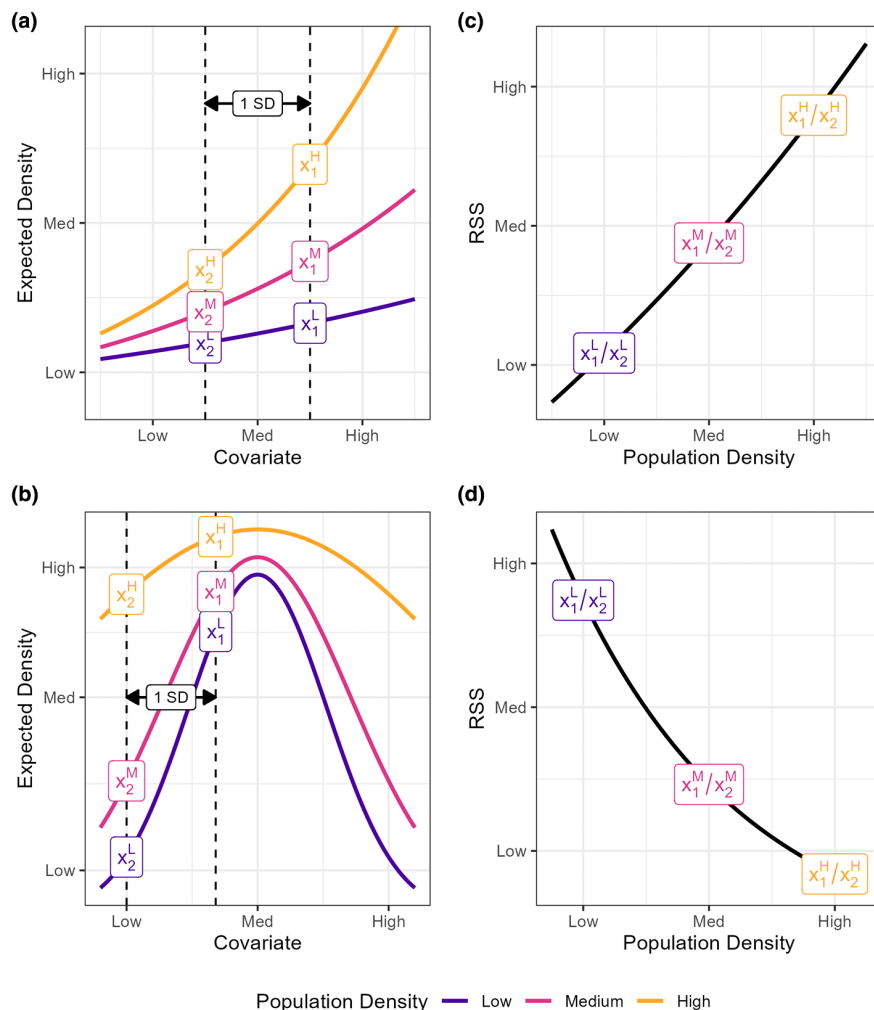 (a)
Expected Density
High
Med
Low
1 SD
x₁ᴴ
x₂ᴴ
x₁ᴹ
x₂ᴹ
x₁ᴸ
x₂ᴸ
Low Med High
Covariate
(c)
RSS
High
Med
Low
x₁ᴴ/x₂ᴴ
x₁ᴹ/x₂ᴹ
x₁ᴸ/x₂ᴸ
Low Med High
Population Density
(b)
Expected Density
High
Med
Low
x₁ᴴ
x₂ᴴ
x₁ᴹ
x₁ᴸ
1 SD
x₂ᴹ
x₂ᴸ
Low Med High
Covariate
(d)
RSS
High
Med
Low
x₁ᴸ/x₂ᴸ
x₁ᴹ/x₂ᴹ
x₁ᴴ/x₂ᴴ
Low Med High
Population Density
Population Density Low Medium High